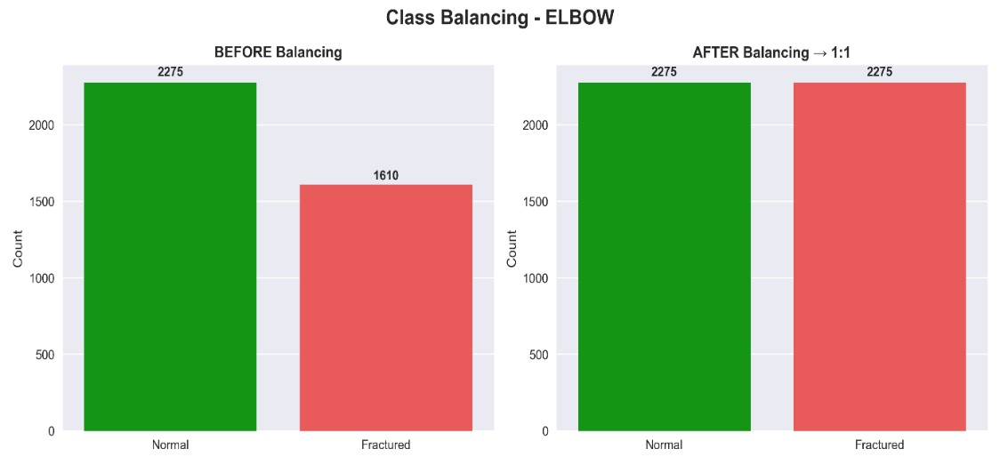 Class Balancing - ELBOW
BEFORE Balancing
2275
1610
2000
1500
1000
500
0
Count
Normal
Fractured
AFTER Balancing → 1:1
2275
2275
2000
1500
1000
500
0
Count
Normal
Fractured